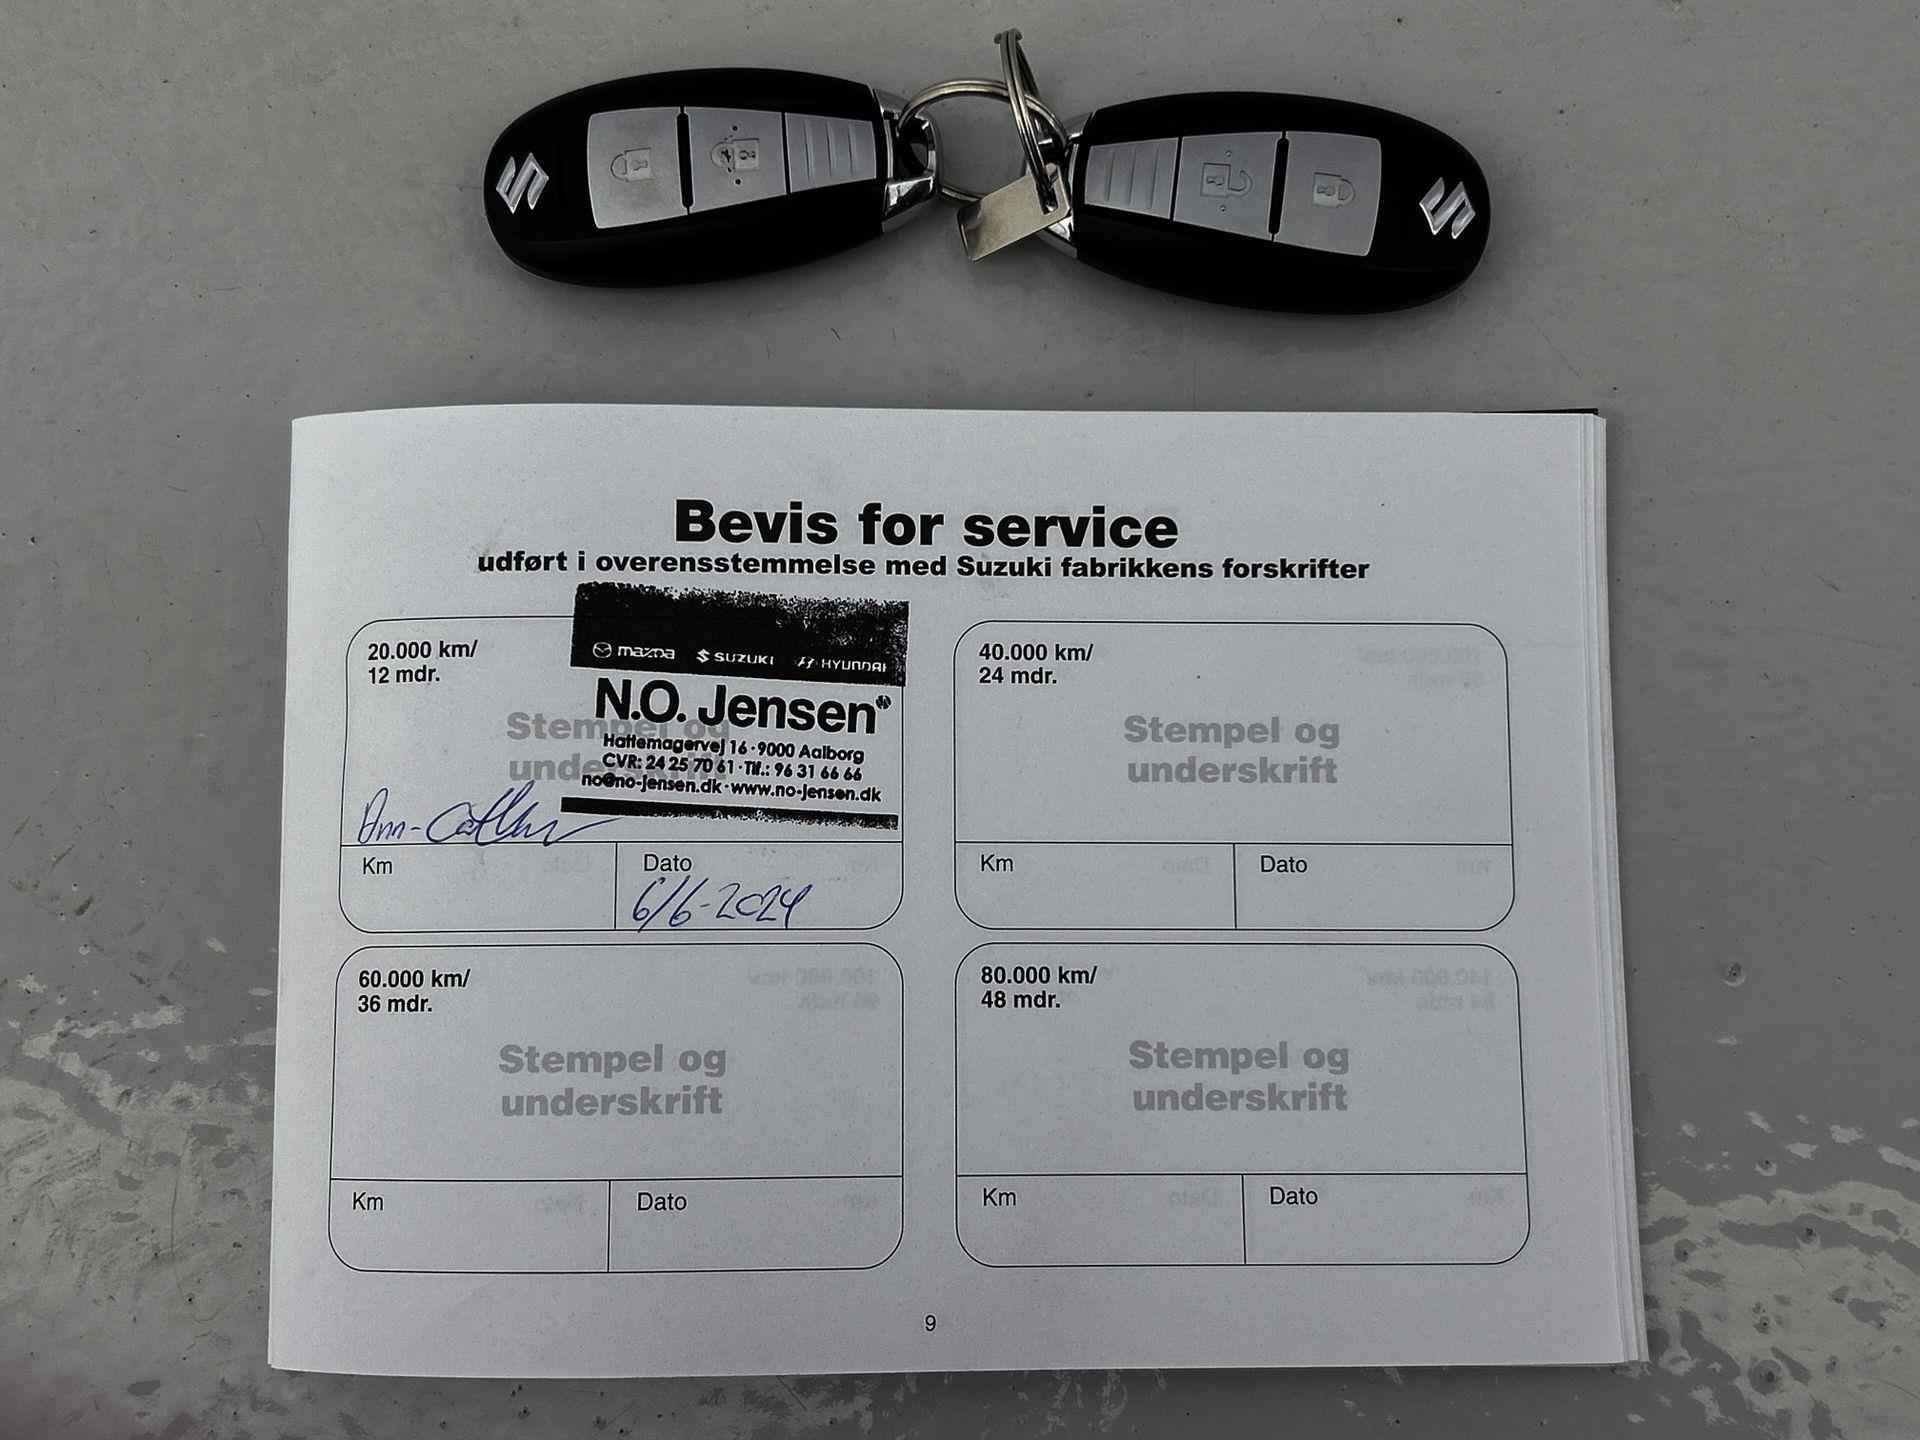 Bevis for service
udført i overensstemmelse med Suzuki fabrikkens forskrifter
20.000 km/
12 mdr.
Stempel og
underskrift
mazda SUZUKI HYUNDAI
N.O. Jensen
Hattemagervej 16 · 9000 Aalborg
CVR: 24 25 70 61 · Tlf.: 96 31 66 66
no@no-jensen.dk · www.no-jensen.dk
Ann-
Km
Dato
6/6-2024
40.000 km/
24 mdr.
Stempel og
underskrift
Km
Dato
60.000 km/
36 mdr.
Stempel og
underskrift
Km
Dato
80.000 km/
48 mdr.
Stempel og
underskrift
Km
Dato
9